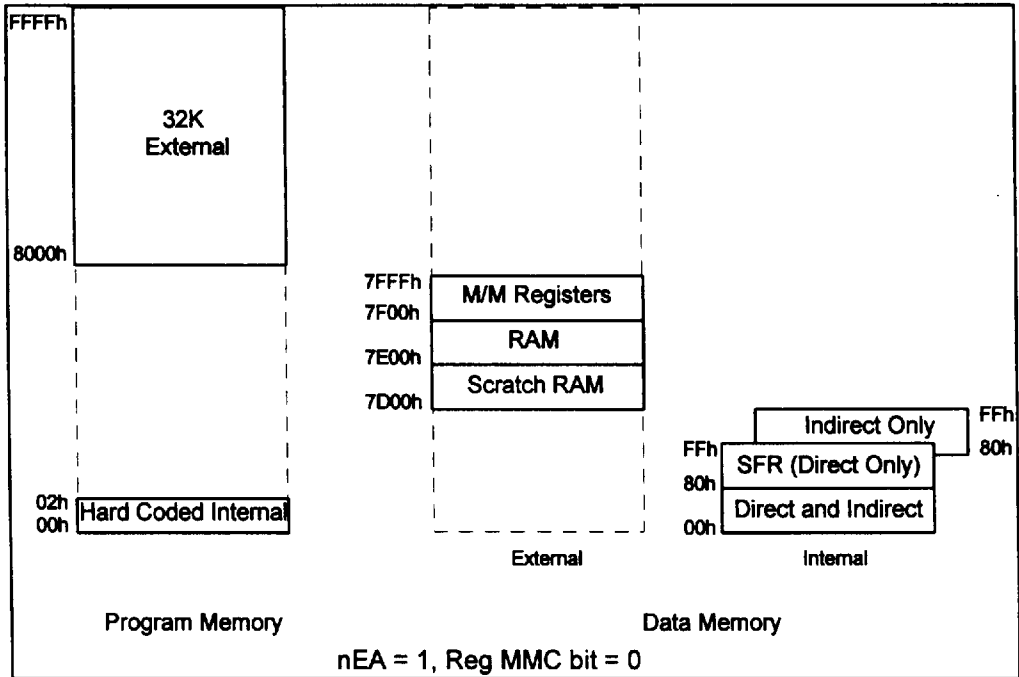 FFFFh
32K
External
8000h
7FFFh
M/M Registers
7F00h
RAM
7E00h
Scratch RAM
7D00h
Indirect Only
FFh
80h
FFh
SFR (Direct Only)
80h
Direct and Indirect
00h
02h
00h
Hard Coded Internal
External
Internal
Program Memory
Data Memory
nEA = 1, Reg MMC bit = 0